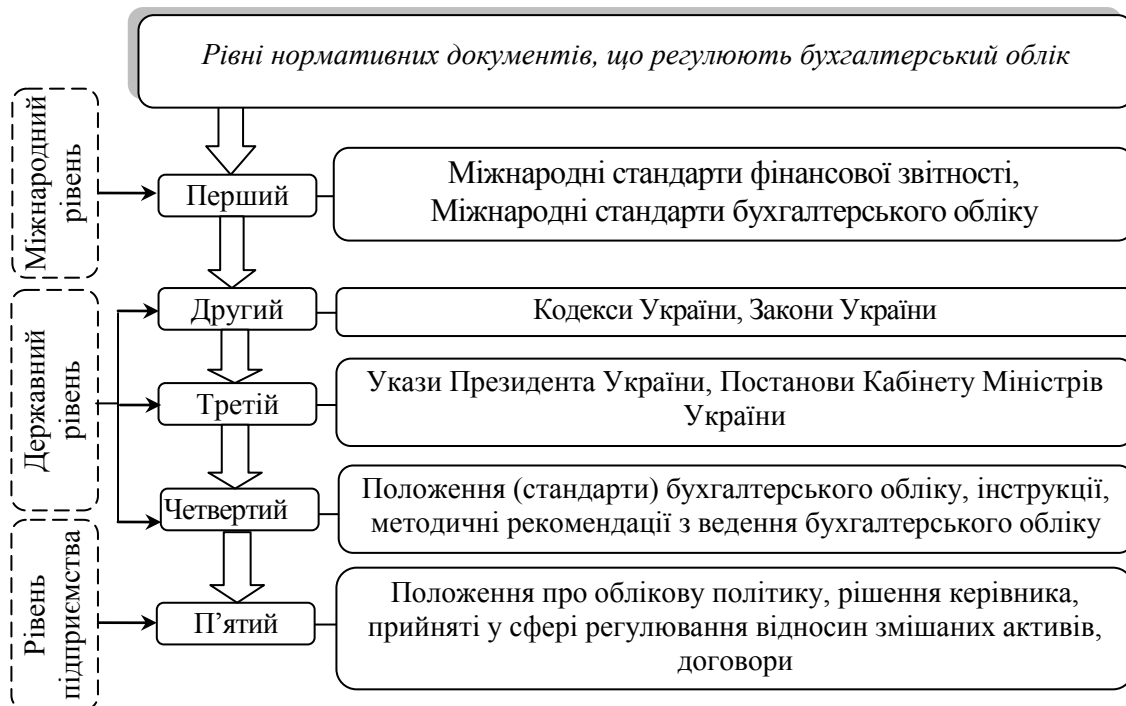 Рівні нормативних документів, що регулюють бухгалтерський облік
Міжнародний
рівень
Перший
Міжнародні стандарти фінансової звітності,
Міжнародні стандарти бухгалтерського обліку
Державний
рівень
Другий
Кодекси України, Закони України
Третій
Укази Президента України, Постанови Кабінету Міністрів
України
Четвертий
Положення (стандарти) бухгалтерського обліку, інструкції,
методичні рекомендації з ведення бухгалтерського обліку
Рівень
підприємства
П’ятий
Положення про облікову політику, рішення керівника,
прийняті у сфері регулювання відносин змішаних активів,
договори